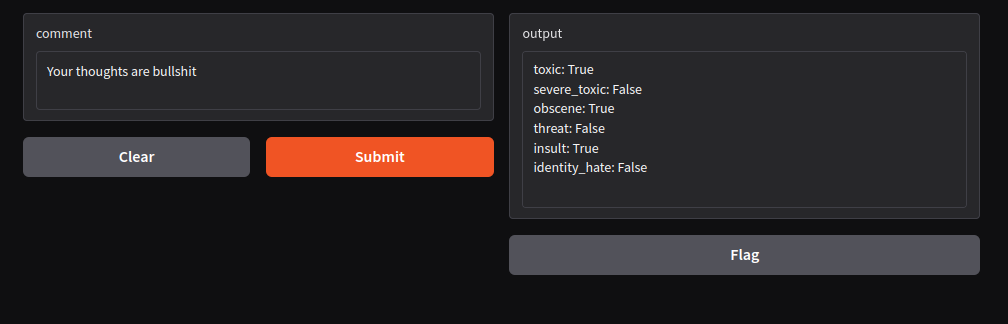 comment
Your thoughts are bullshit
Clear
Submit
output
toxic: True
severe_toxic: False
obscene: True
threat: False
insult: True
identity_hate: False
Flag